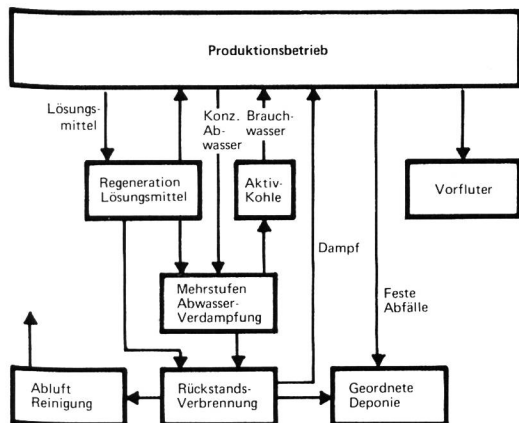 Produktionsbetrieb
Lösungs-
mittel
Konz.
Ab-
wasser
Brauch-
wasser
Regeneration
Lösungsmittel
Aktiv-
Kohle
Vorfluter
Dampf
Mehrstufen
Abwasser-
Verdampfung
Feste
Abfälle
Abluft
Reinigung
Rückstands-
Verbrennung
Geordnete
Deponie